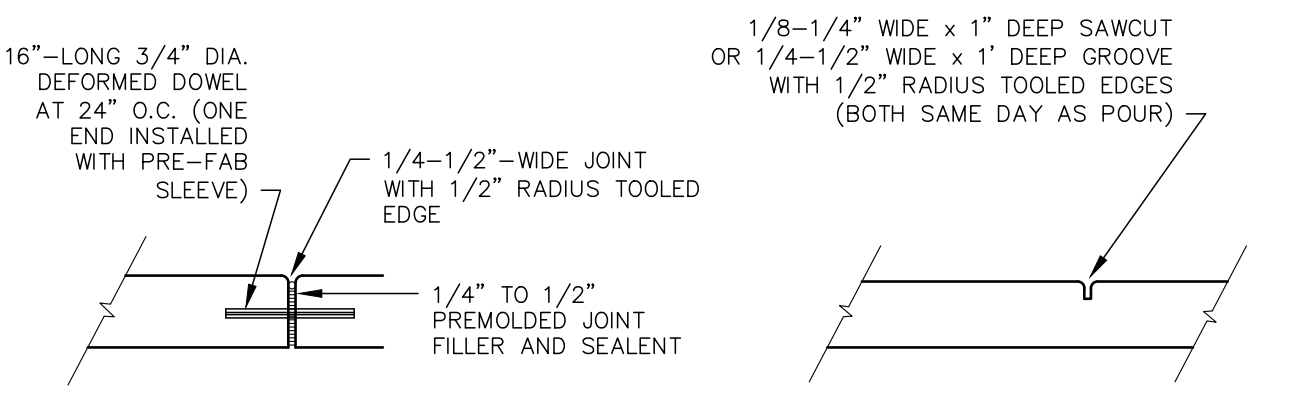 16”–LONG 3/4” DIA.
DEFORMED DOWEL
AT 24” O.C. (ONE
END INSTALLED
WITH PRE–FAB
SLEEVE)
1/4–1/2”–WIDE JOINT
WITH 1/2” RADIUS TOOLED
EDGE
1/4” TO 1/2”
PREMOLDED JOINT
FILLER AND SEALENT
1/8–1/4” WIDE x 1” DEEP SAWCUT
OR 1/4–1/2” WIDE x 1’ DEEP GROOVE
WITH 1/2” RADIUS TOOLED EDGES
(BOTH SAME DAY AS POUR)